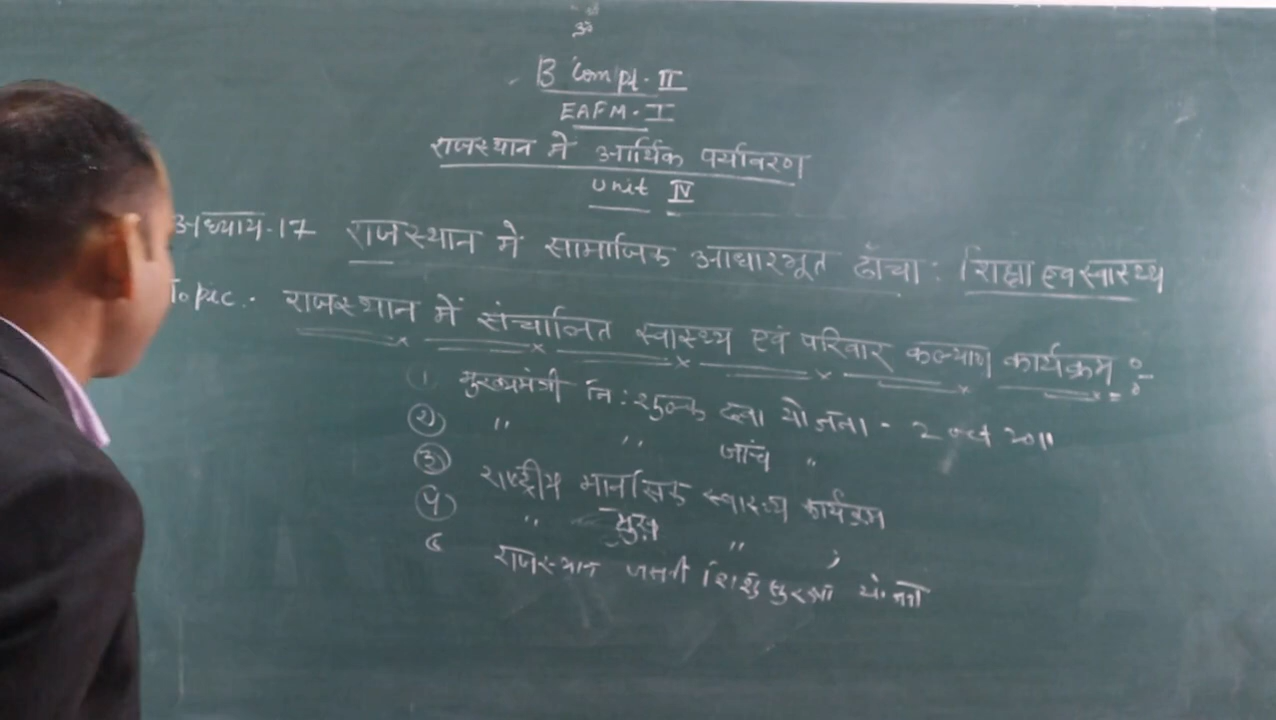 ॐ
B Com pt. II
EAFM - I
राजस्थान में आर्थिक पर्यावरण
Unit IV
अध्याय-17 राजस्थान में सामाजिक आधारभूत ढाँचा : शिक्षा एवं स्वास्थ्य
Topic :- राजस्थान में संचालित स्वास्थ्य एवं परिवार कल्याण कार्यक्रम :-
1 मुख्यमंत्री नि:शुल्क दवा योजना - 2 अक्टू 2011
2) " " जांच "
3) राष्ट्रीय मानसिक स्वास्थ्य कार्यक्रम
4) " मुख " "
राजस्थान जननी शिशु सुरक्षा योजना